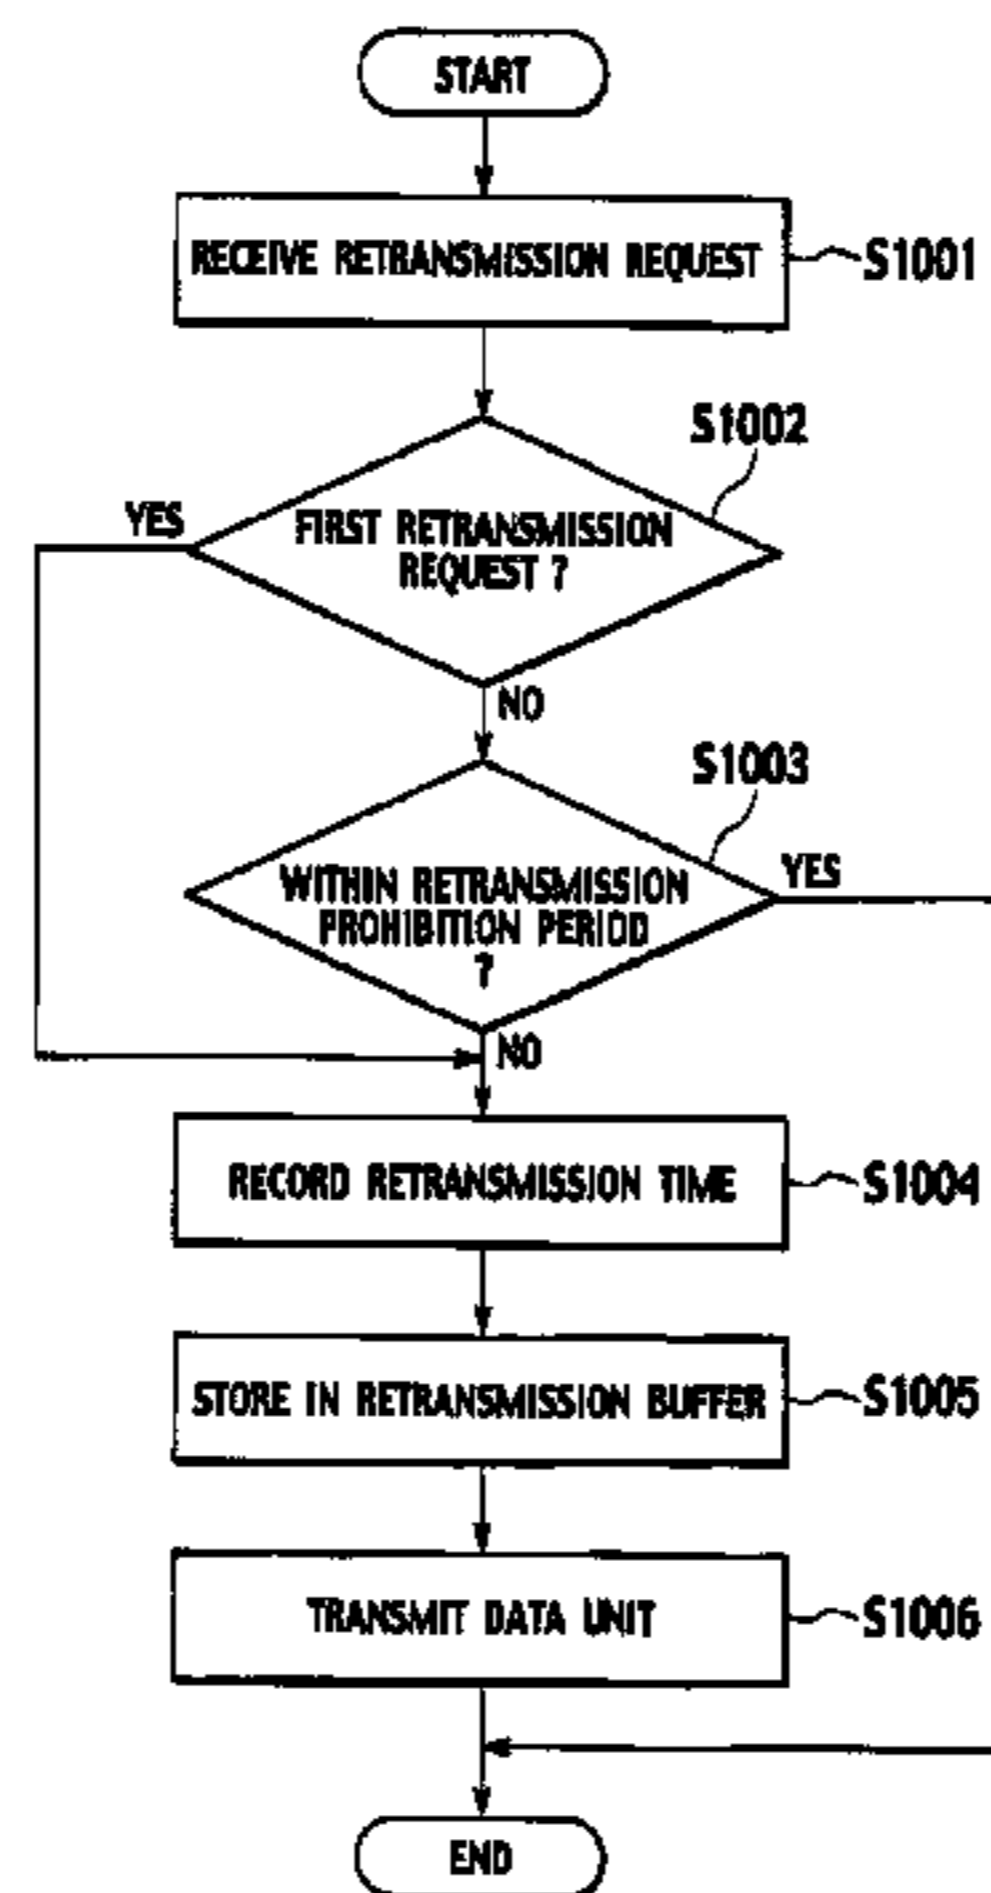 START
RECEIVE RETRANSMISSION REQUEST
S1001
S1002
YES
FIRST RETRANSMISSION
REQUEST ?
NO
S1003
YES
WITHIN RETRANSMISSION
PROHIBITION PERIOD
?
NO
RECORD RETRANSMISSION TIME
S1004
STORE IN RETRANSMISSION BUFFER
S1005
TRANSMIT DATA UNIT
S1006
END